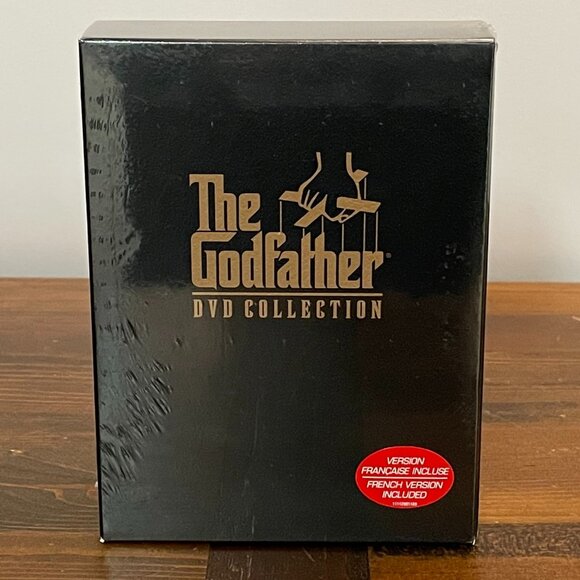 The
Godfather®
DVD COLLECTION
VERSION
FRANÇAISE INCLUSE
FRENCH VERSION
INCLUDED